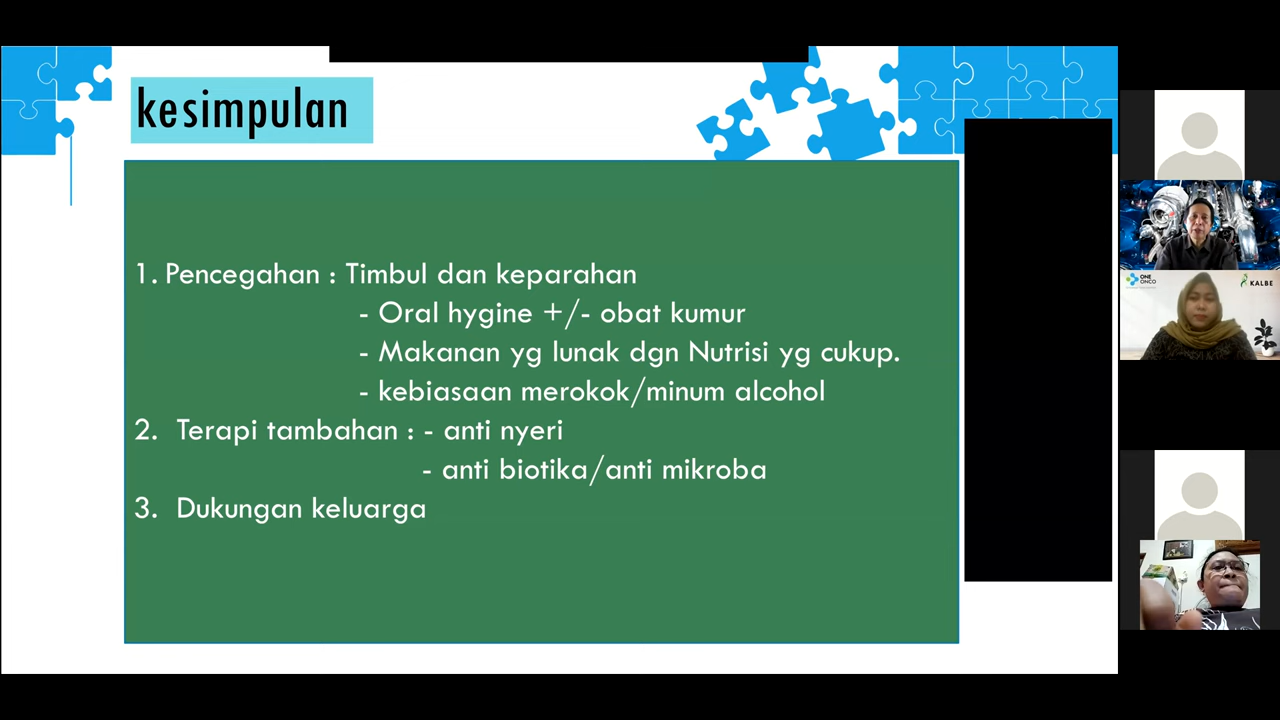 kesimpulan
1. Pencegahan : Timbul dan keparahan
- Oral hygine +/- obat kumur
- Makanan yg lunak dgn Nutrisi yg cukup.
- kebiasaan merokok/minum alcohol
2. Terapi tambahan : - anti nyeri
- anti biotika/anti mikroba
3. Dukungan keluarga
ONE
ONCO
KALBE